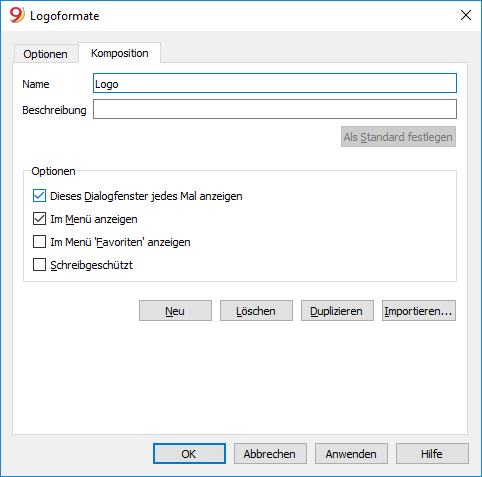 9 Logoformate
Optionen Komposition
Name Logo
Beschreibung
Als Standard festlegen
Optionen
Dieses Dialogfenster jedes Mal anzeigen
Im Menü anzeigen
Im Menü 'Favoriten' anzeigen
Schreibgeschützt
Neu Löschen Duplizieren Importieren...
OK Abbrechen Anwenden Hilfe